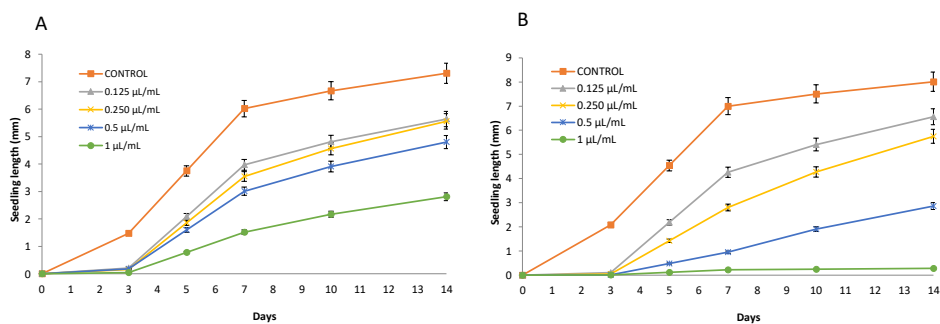 A
8
7
6
5
4
3
2
1
0
Seedling length (mm)
CONTROL
0.125 µL/mL
0.250 µL/mL
0.5 µL/mL
1 µL/mL
0 1 2 3 4 5 6 7 8 9 10 11 12 13 14
Days
B
9
8
7
6
5
4
3
2
1
0
Seedling length (mm)
CONTROL
0.125 µL/mL
0.250 µL/mL
0.5 µL/mL
1 µL/mL
0 1 2 3 4 5 6 7 8 9 10 11 12 13 14
Days